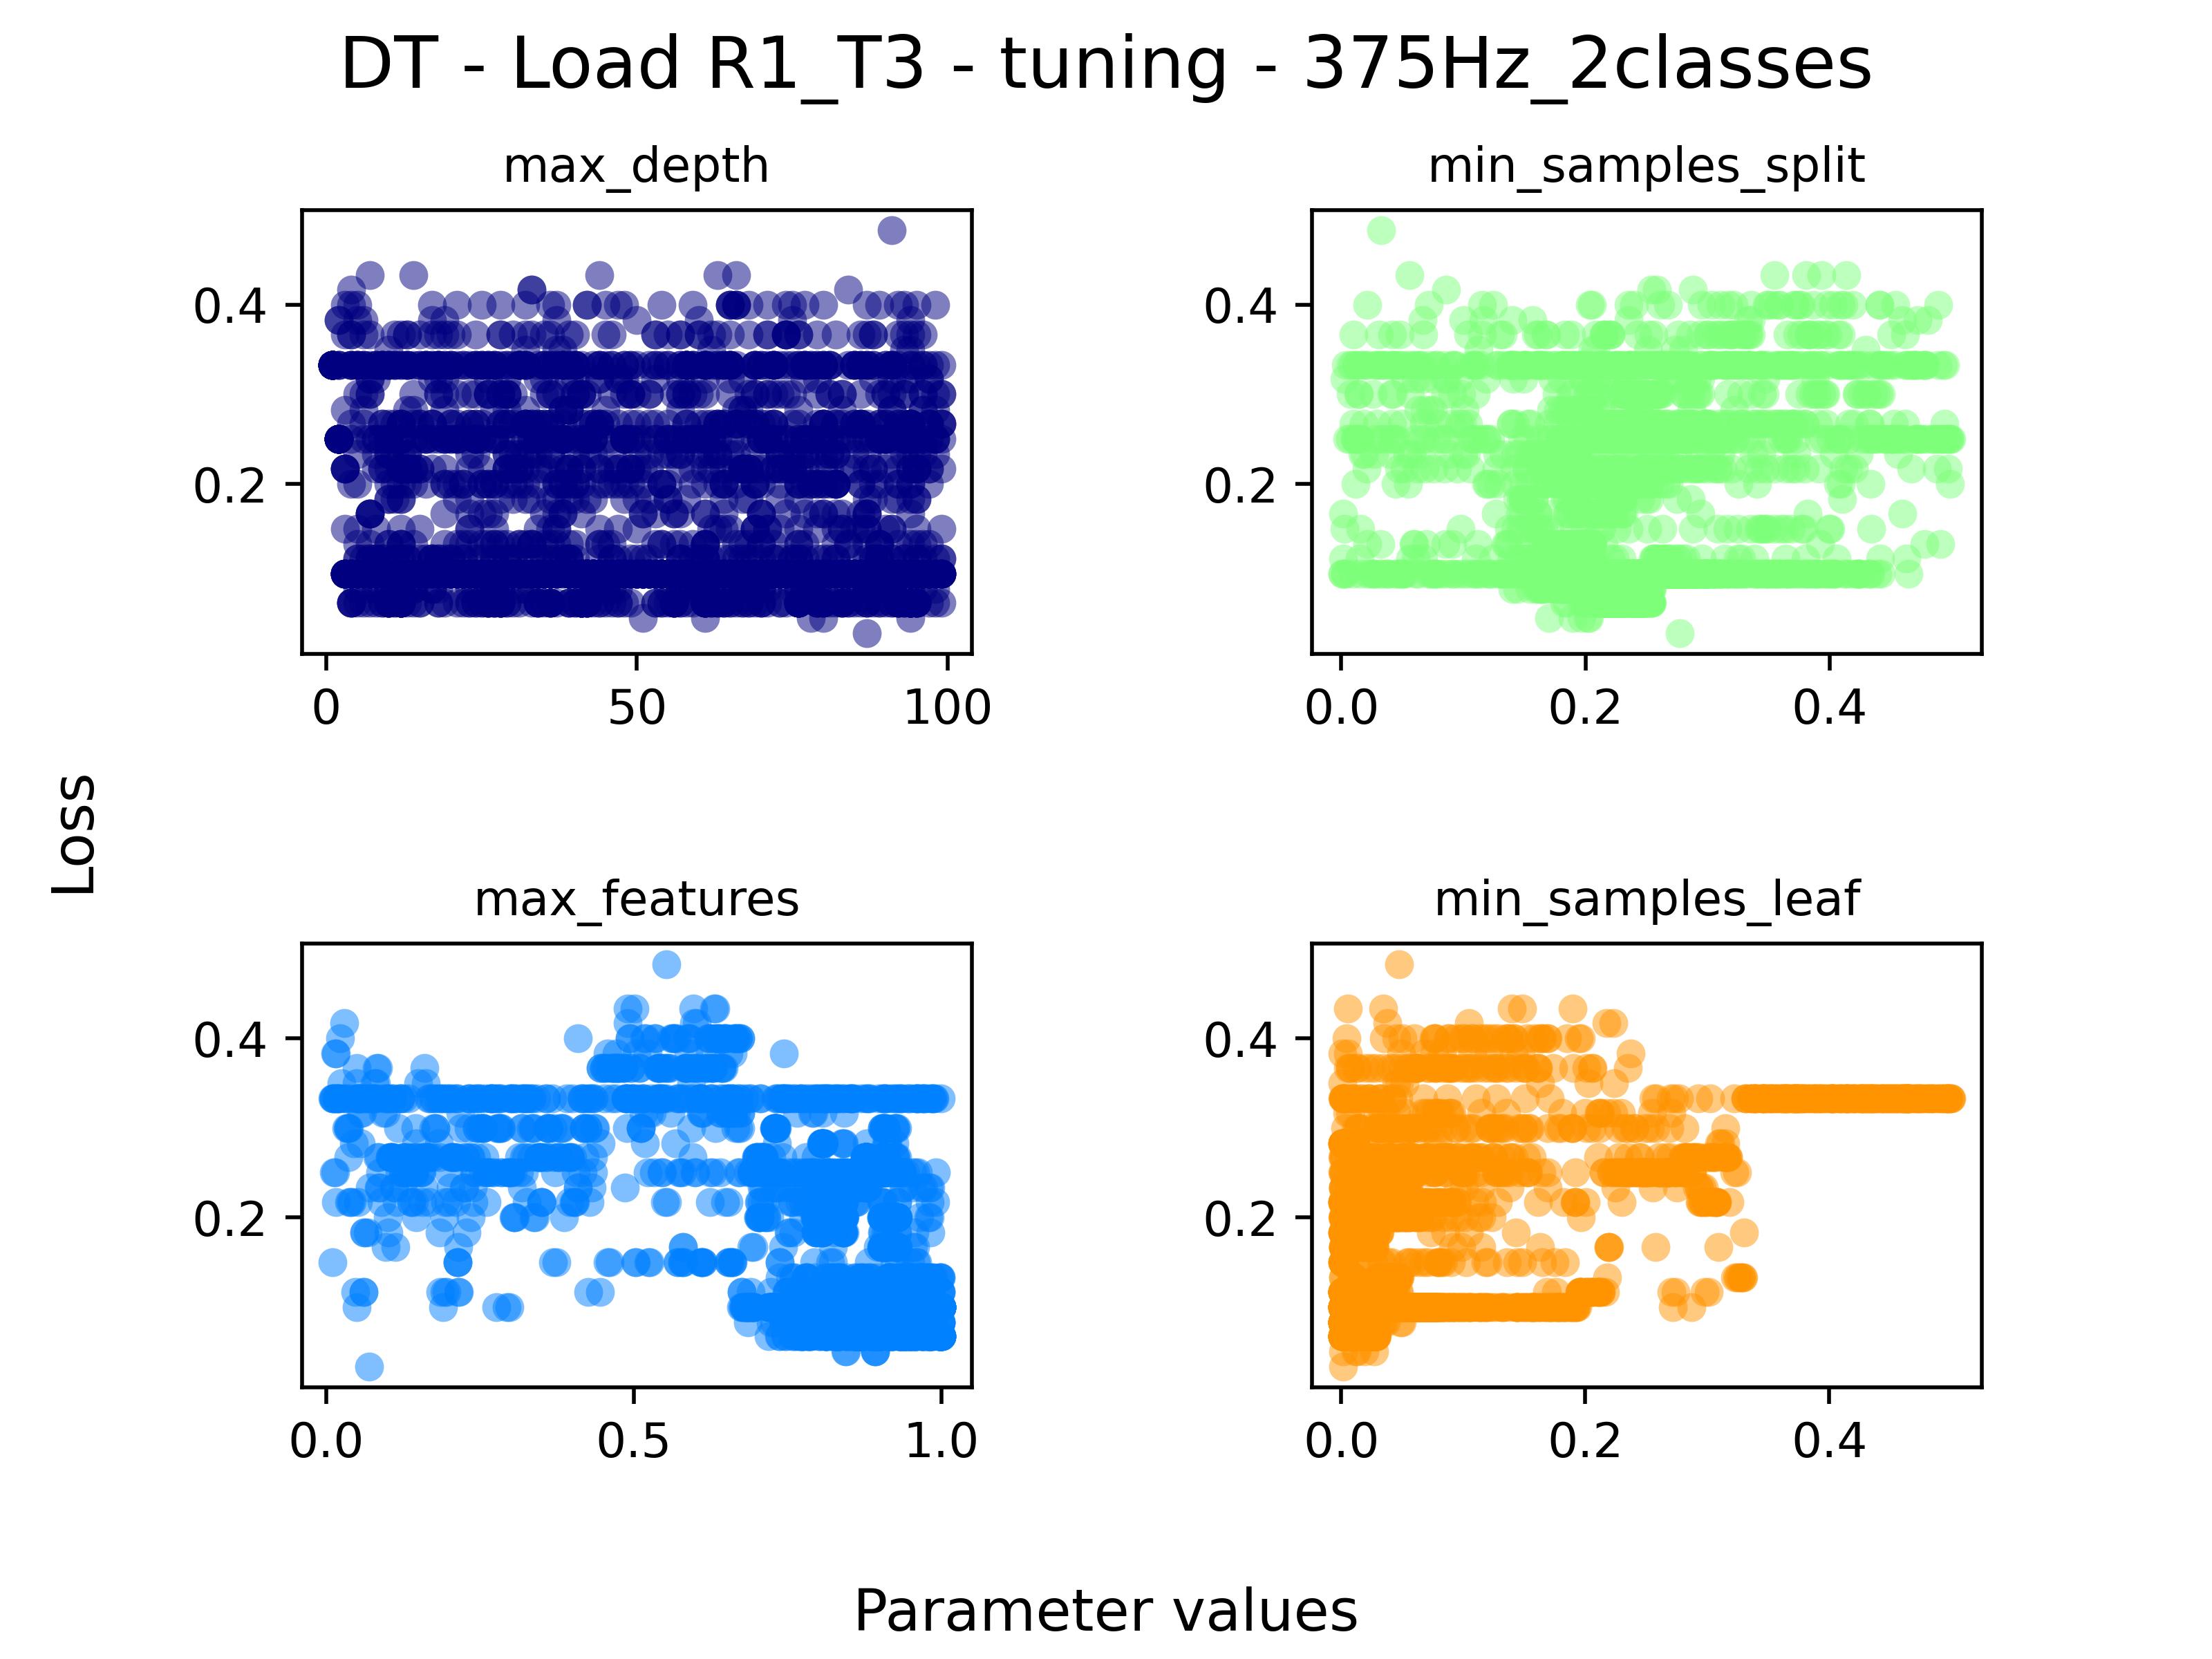 DT - Load R1_T3 - tuning - 375Hz_2classes
max_depth
min_samples_split
0.4
0.2
0 50 100
0.4
0.2
0.0 0.2 0.4
Loss
max_features
min_samples_leaf
0.4
0.2
0.0 0.5 1.0
0.4
0.2
0.0 0.2 0.4
Parameter values